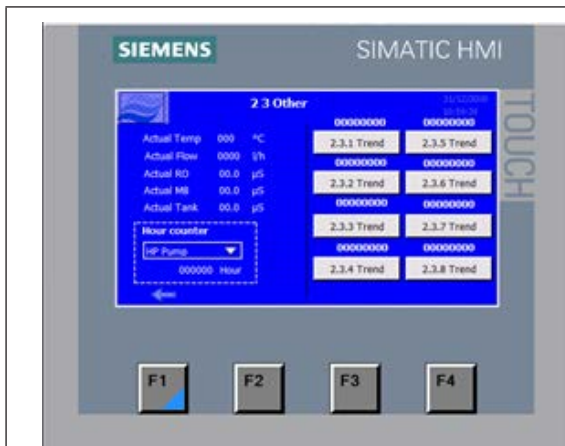 SIEMENS
SIMATIC HMI
TOUCH
2 3 Other
Actual Temp 000 °C
Actual Flow 0000 l/h
Actual RO 00.0 µS
Actual MB 00.0 µS
Actual Tank 00.0 µS
Hour counter
HP Pump
000000 Hour
00000000
2.3.1 Trend
00000000
2.3.2 Trend
00000000
2.3.3 Trend
00000000
2.3.4 Trend
00000000
2.3.5 Trend
00000000
2.3.6 Trend
00000000
2.3.7 Trend
00000000
2.3.8 Trend
F1
F2
F3
F4